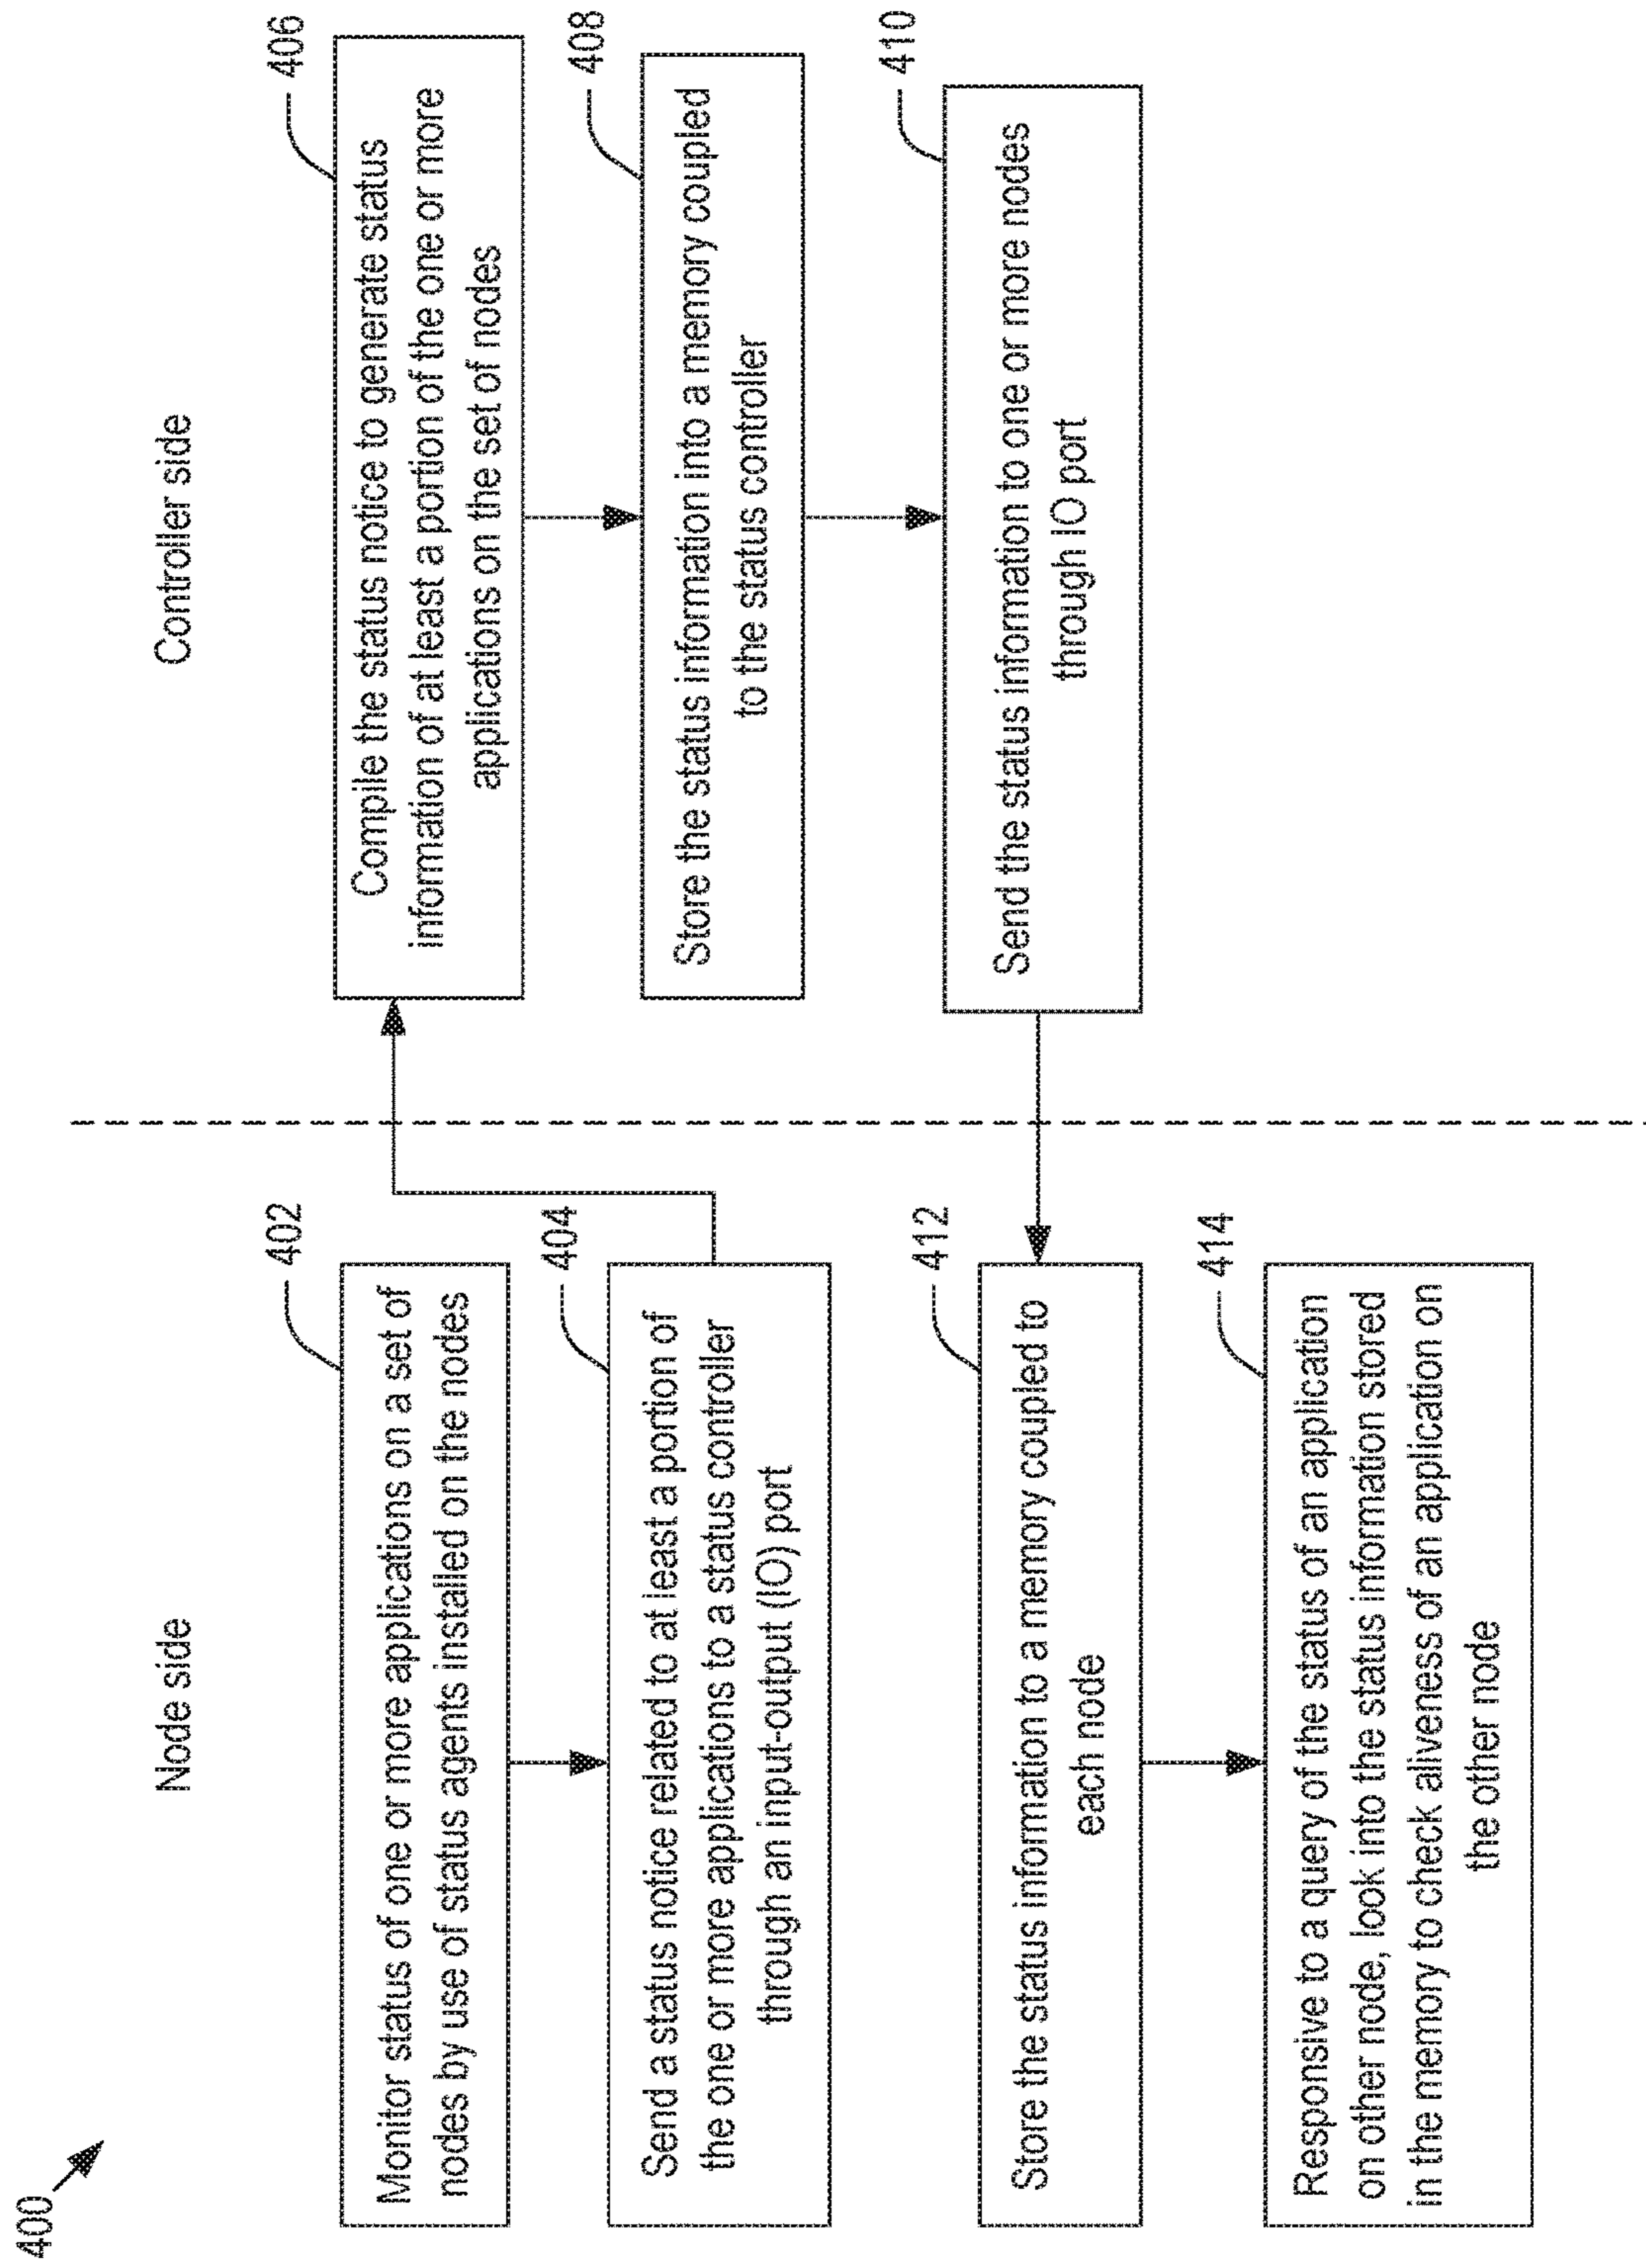 400
Node side
Controller side
402
Monitor status of one or more applications on a set of
nodes by use of status agents installed on the nodes
404
Send a status notice related to at least a portion of
the one or more applications to a status controller
through an input-output (IO) port
406
Compile the status notice to generate status
information of at least a portion of the one or more
applications on the set of nodes
408
Store the status information into a memory coupled
to the status controller
410
Send the status information to one or more nodes
through IO port
412
Store the status information to a memory coupled to
each node
414
Responsive to a query of the status of an application
on other node, look into the status information stored
in the memory to check aliveness of an application on
the other node